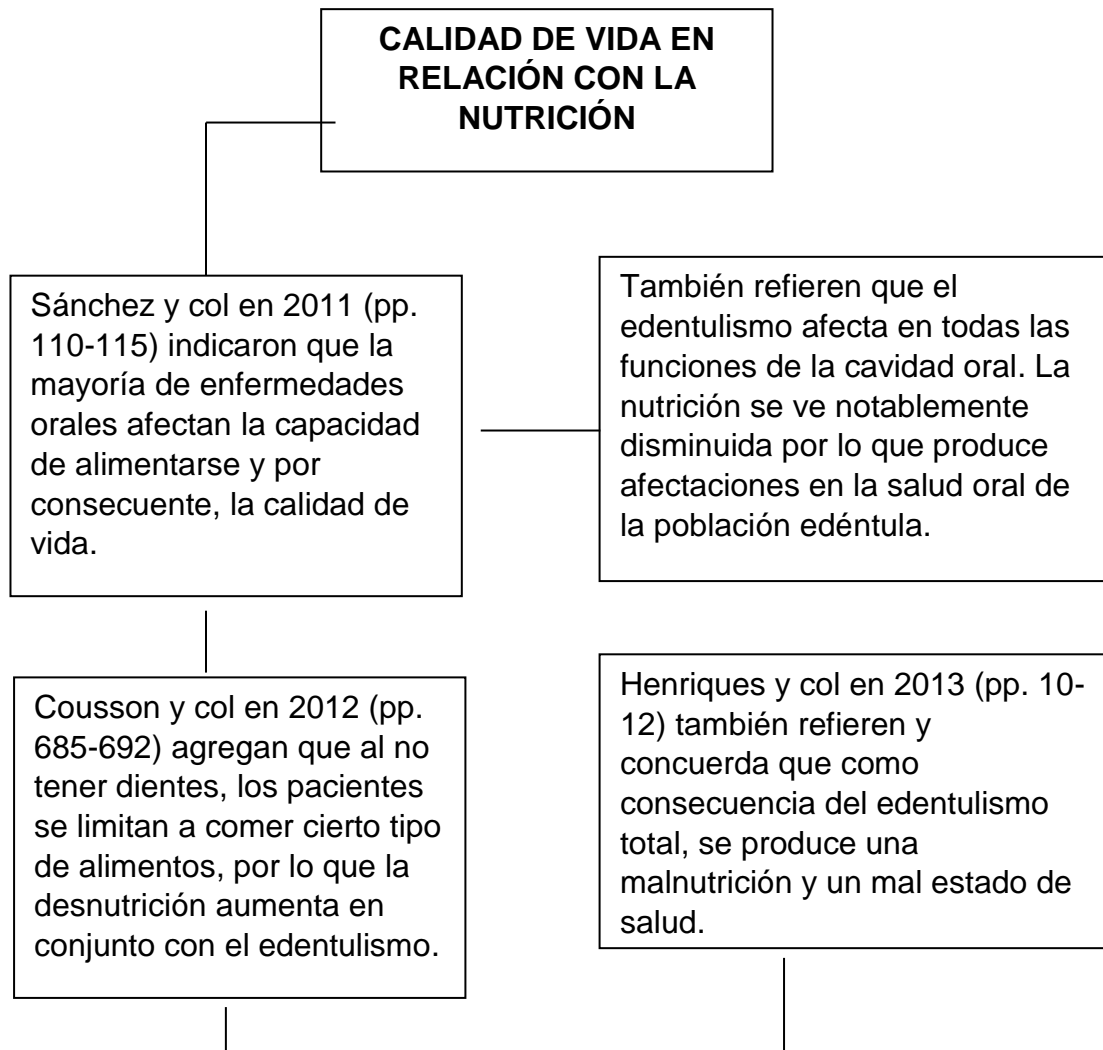 CALIDAD DE VIDA EN
RELACIÓN CON LA
NUTRICIÓN
Sánchez y col en 2011 (pp.
110-115) indicaron que la
mayoría de enfermedades
orales afectan la capacidad
de alimentarse y por
consecuente, la calidad de
vida.
También refieren que el
edentulismo afecta en todas las
funciones de la cavidad oral. La
nutrición se ve notablemente
disminuida por lo que produce
afectaciones en la salud oral de
la población edéntula.
Cousson y col en 2012 (pp.
685-692) agregan que al no
tener dientes, los pacientes
se limitan a comer cierto tipo
de alimentos, por lo que la
desnutrición aumenta en
conjunto con el edentulismo.
Henriques y col en 2013 (pp. 10-
12) también refieren y
concuerda que como
consecuencia del edentulismo
total, se produce una
malnutrición y un mal estado de
salud.